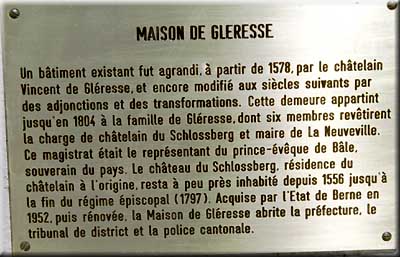 MAISON DE GLERESSE
Un bâtiment existant fut agrandi, à partir de 1578, par le châtelain
Vincent de Gléresse, et encore modifié aux siècles suivants par
des adjonctions et des transformations. Cette demeure appartint
jusqu'en 1804 à la famille de Gléresse, dont six membres revêtirent
la charge de châtelain du Schlossberg et maire de La Neuveville.
Ce magistrat était le représentant du prince-évêque de Bâle,
souverain du pays. Le château du Schlossberg, résidence du
châtelain à l'origine, resta à peu près inhabité depuis 1556 jusqu'à
la fin du régime épiscopal (1797). Acquise par l'Etat de Berne en
1952, puis rénovée, la Maison de Gléresse abrite la préfecture, le
tribunal de district et la police cantonale.